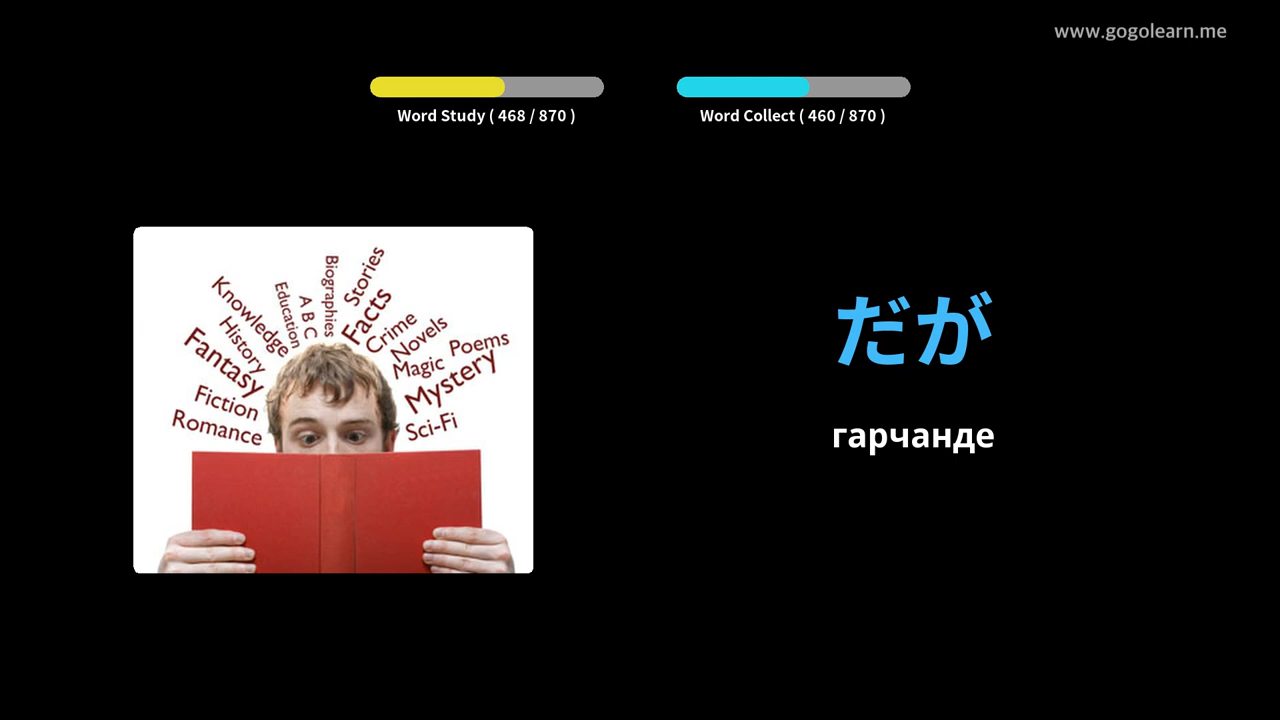 www.gogolearn.me
Word Study ( 468 / 870 )
Word Collect ( 460 / 870 )
Biographies
Stories
Education
A B C
Facts
Knowledge
Crime
History
Novels
Fantasy
Magic
Poems
Fiction
Mystery
Romance
Sci-Fi
だが
гарчанде